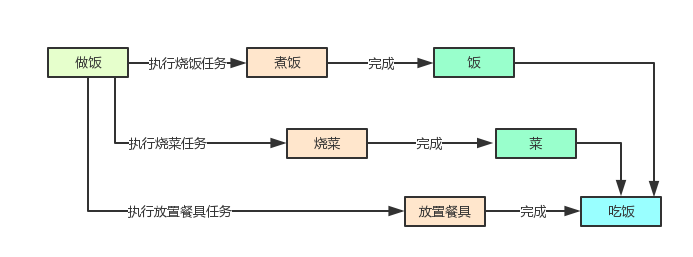 做饭
执行烧饭任务
煮饭
完成
饭
执行烧菜任务
烧菜
完成
菜
执行放置餐具任务
放置餐具
完成
吃饭